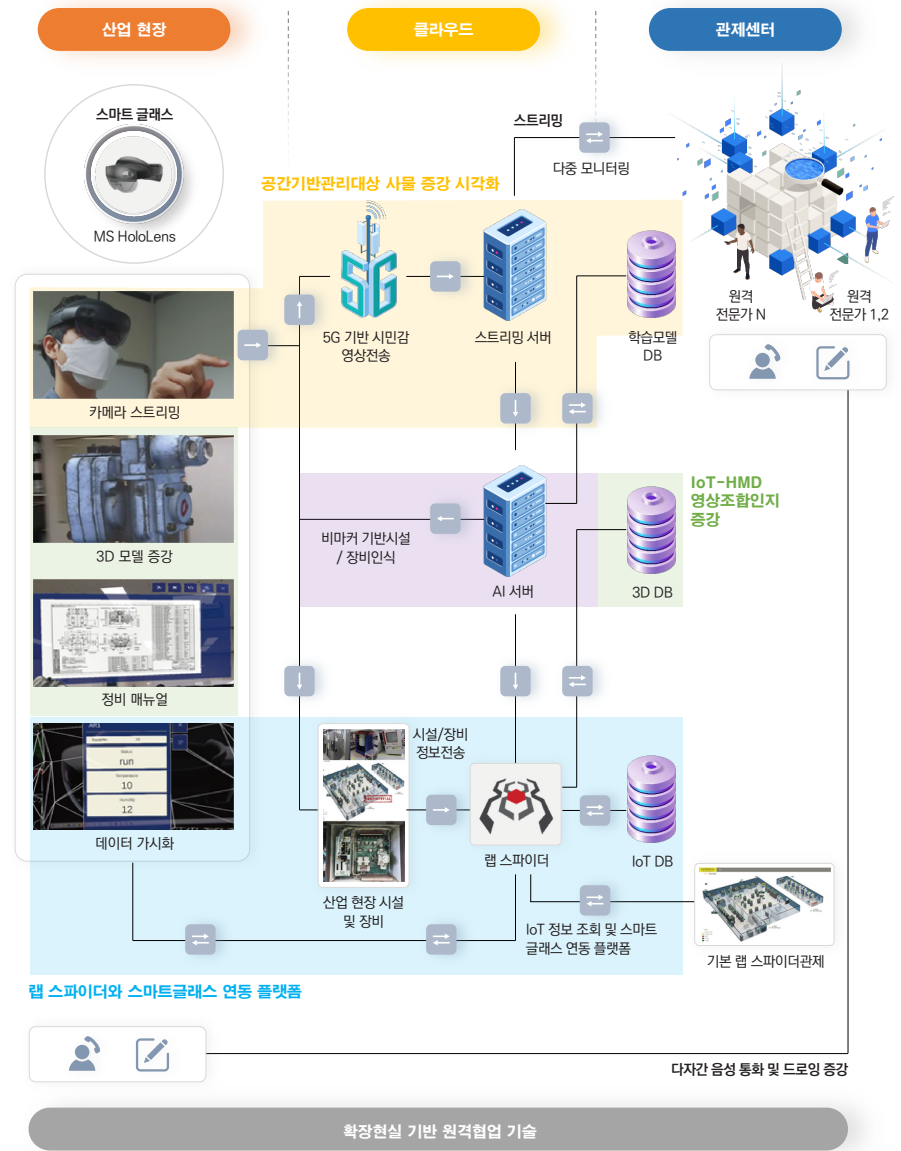 산업 현장
클라우드
관제센터
스마트 글래스
MS HoloLens
스트리밍
다중 모니터링
공간기반관리대상 사물 증강 시각화
5G
5G 기반 시민감
영상전송
스트리밍 서버
학습모델
DB
원격
전문가 N
원격
전문가 1,2
카메라 스트리밍
3D 모델 증강
정비 매뉴얼
비마커 기반시설
/ 장비인식
AI 서버
3D DB
IoT-HMD
영상조합인지
증강
AR1
Status
run
Temperature
10
Humidity
12
데이터 가시화
시설/장비
정보전송
산업 현장 시설
및 장비
랩 스파이더
IoT DB
IoT 정보 조회 및 스마트
글래스 연동 플랫폼
기본 랩 스파이더관제
랩 스파이더와 스마트글래스 연동 플랫폼
다자간 음성 통화 및 드로잉 증강
확장현실 기반 원격협업 기술